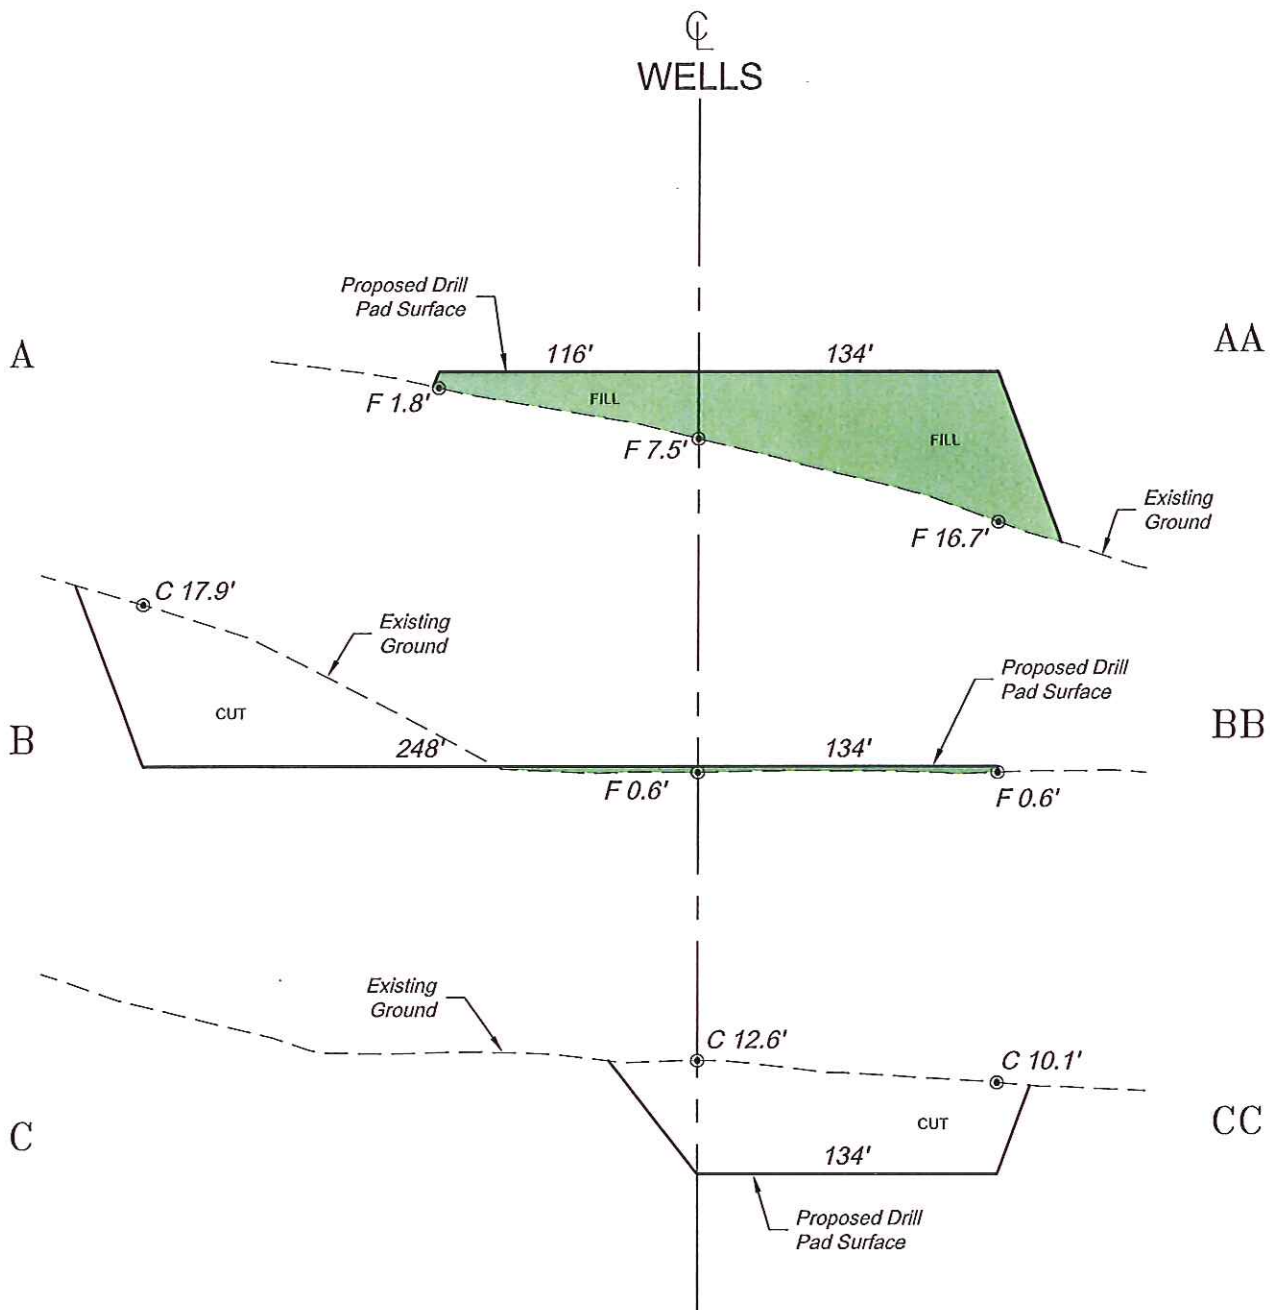 ℄
WELLS
Proposed Drill
Pad Surface
A
116'
134'
AA
F 1.8'
FILL
F 7.5'
FILL
F 16.7'
Existing
Ground
C 17.9'
Existing
Ground
Proposed Drill
Pad Surface
CUT
B
248'
134'
BB
F 0.6'
F 0.6'
Existing
Ground
C 12.6'
C 10.1'
C
CUT
CC
134'
Proposed Drill
Pad Surface